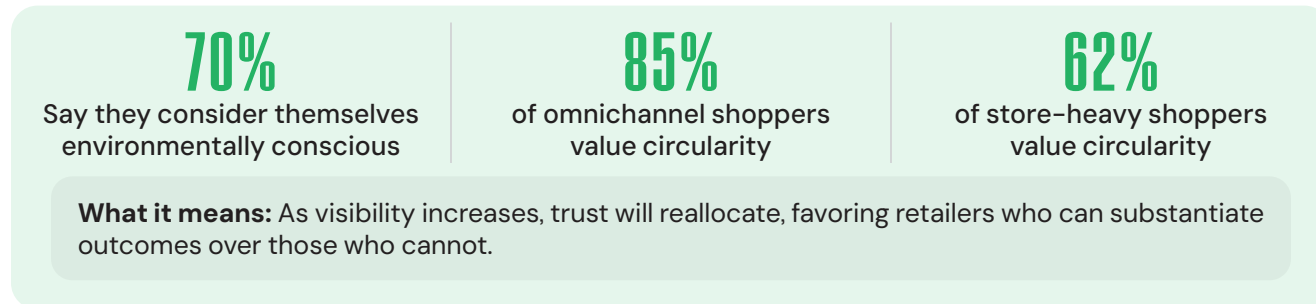 70%
Say they consider themselves
environmentally conscious
85%
of omnichannel shoppers
value circularity
62%
of store-heavy shoppers
value circularity
What it means: As visibility increases, trust will reallocate, favoring retailers who can substantiate
outcomes over those who cannot.